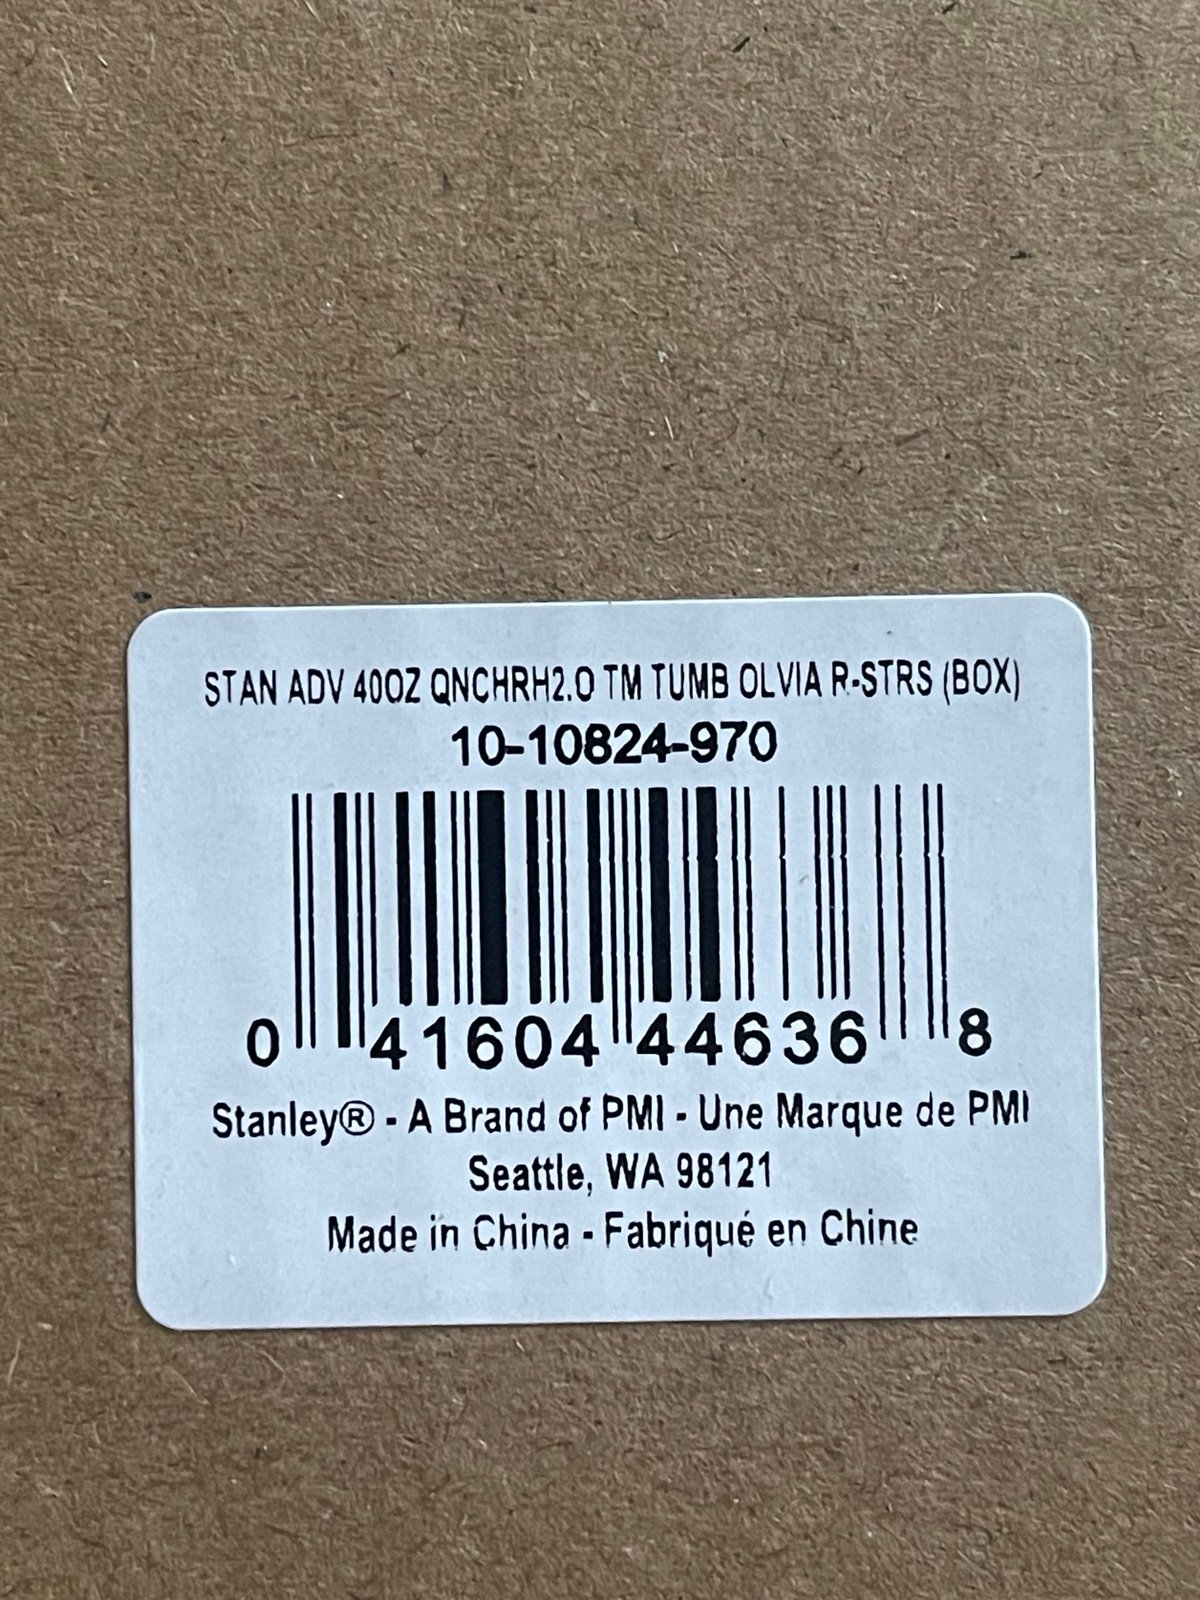 STAN ADV 40OZ QNCHRH2.O TM TUMB OLVIA R-STRS (BOX)
10-10824-970
0 41604 44636 8
Stanley® - A Brand of PMI - Une Marque de PMI
Seattle, WA 98121
Made in China - Fabriqué en Chine